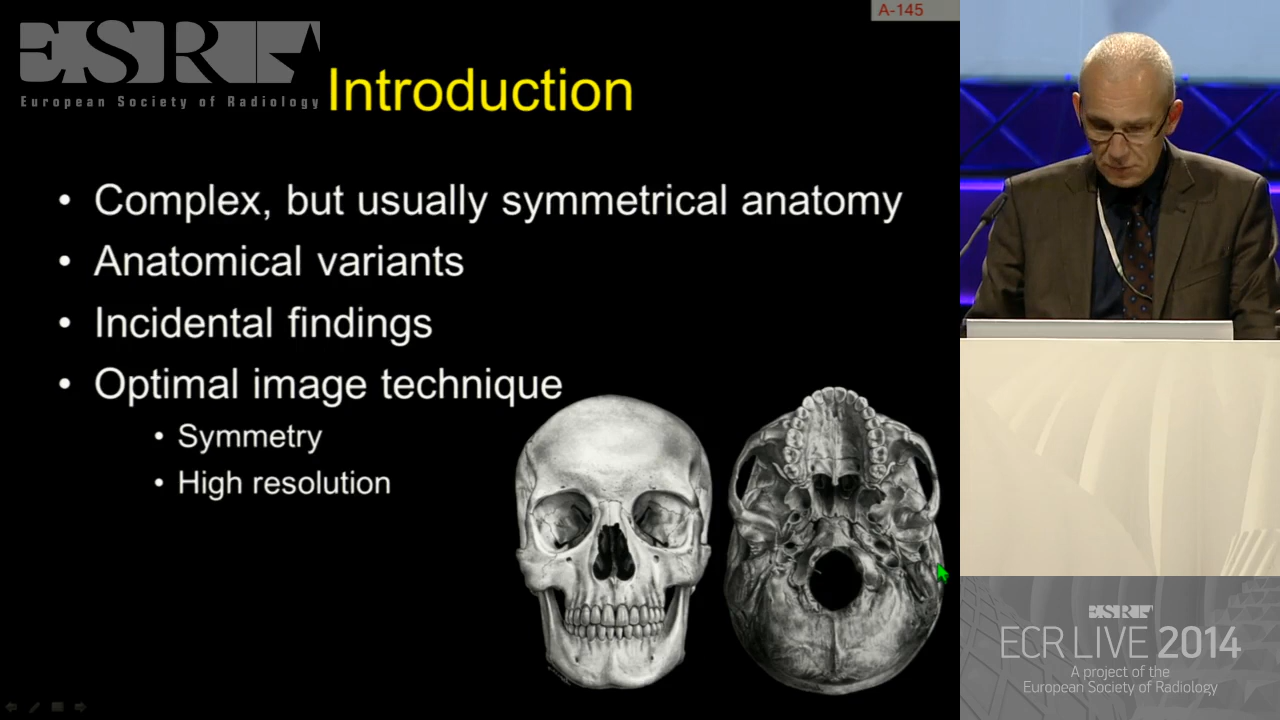 A-145
ESR
European Society of Radiology
Introduction
• Complex, but usually symmetrical anatomy
• Anatomical variants
• Incidental findings
• Optimal image technique
• Symmetry
• High resolution
ESR
ECR LIVE 2014
A project of the
European Society of Radiology